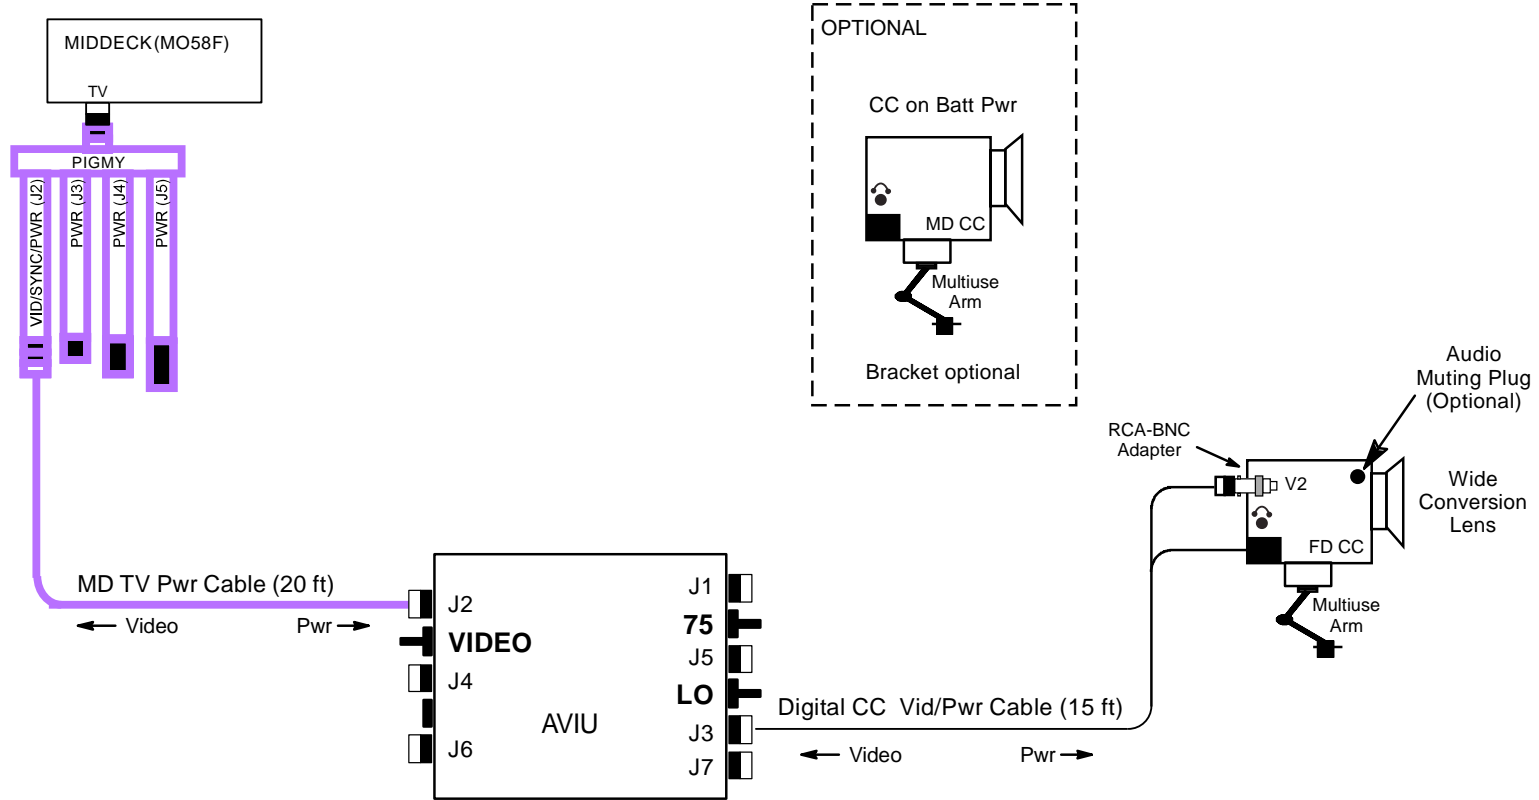 MIDDECK(MO58F)
TV
PIGMY
VID/SYNC/PWR (J2)
PWR (J3)
PWR (J4)
PWR (J5)
OPTIONAL
CC on Batt Pwr
MD CC
Multiuse
Arm
Bracket optional
Audio
Muting Plug
(Optional)
RCA-BNC
Adapter
V2
Wide
Conversion
Lens
FD CC
Multiuse
Arm
MD TV Pwr Cable (20 ft)
Video
Pwr
J2
VIDEO
J4
J6
AVIU
J1
75
J5
LO
J3
J7
Digital CC Vid/Pwr Cable (15 ft)
Video
Pwr